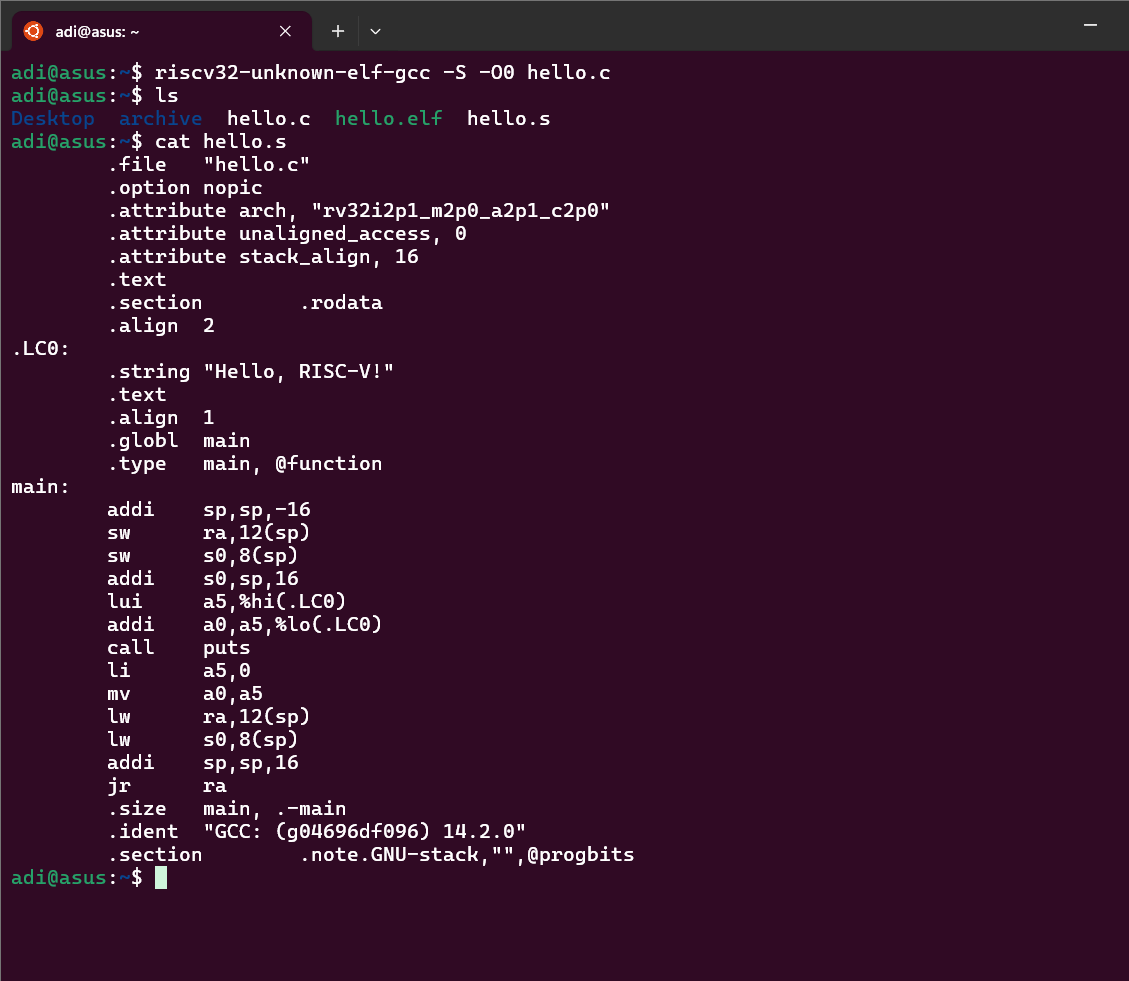 adi@asus: ~
adi@asus:~$ riscv32-unknown-elf-gcc -S -O0 hello.c
adi@asus:~$ ls
Desktop  archive  hello.c  hello.elf  hello.s
adi@asus:~$ cat hello.s
        .file   "hello.c"
        .option nopic
        .attribute arch, "rv32i2p1_m2p0_a2p1_c2p0"
        .attribute unaligned_access, 0
        .attribute stack_align, 16
        .text
        .section        .rodata
        .align  2
.LC0:
        .string "Hello, RISC-V!"
        .text
        .align  1
        .globl  main
        .type   main, @function
main:
        addi    sp,sp,-16
        sw      ra,12(sp)
        sw      s0,8(sp)
        addi    s0,sp,16
        lui     a5,%hi(.LC0)
        addi    a0,a5,%lo(.LC0)
        call    puts
        li      a5,0
        mv      a0,a5
        lw      ra,12(sp)
        lw      s0,8(sp)
        addi    sp,sp,16
        jr      ra
        .size   main, .-main
        .ident  "GCC: (g04696df096) 14.2.0"
        .section        .note.GNU-stack,"",@progbits
adi@asus:~$